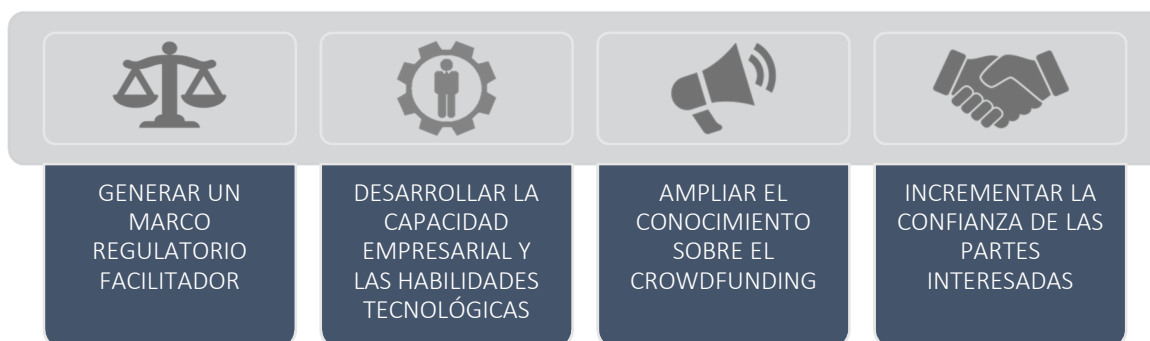 GENERAR UN
MARCO
REGULATORIO
FACILITADOR
DESARROLLAR LA
CAPACIDAD
EMPRESARIAL Y
LAS HABILIDADES
TECNOLÓGICAS
AMPLIAR EL
CONOCIMIENTO
SOBRE EL
CROWDFUNDING
INCREMENTAR LA
CONFIANZA DE LAS
PARTES
INTERESADAS